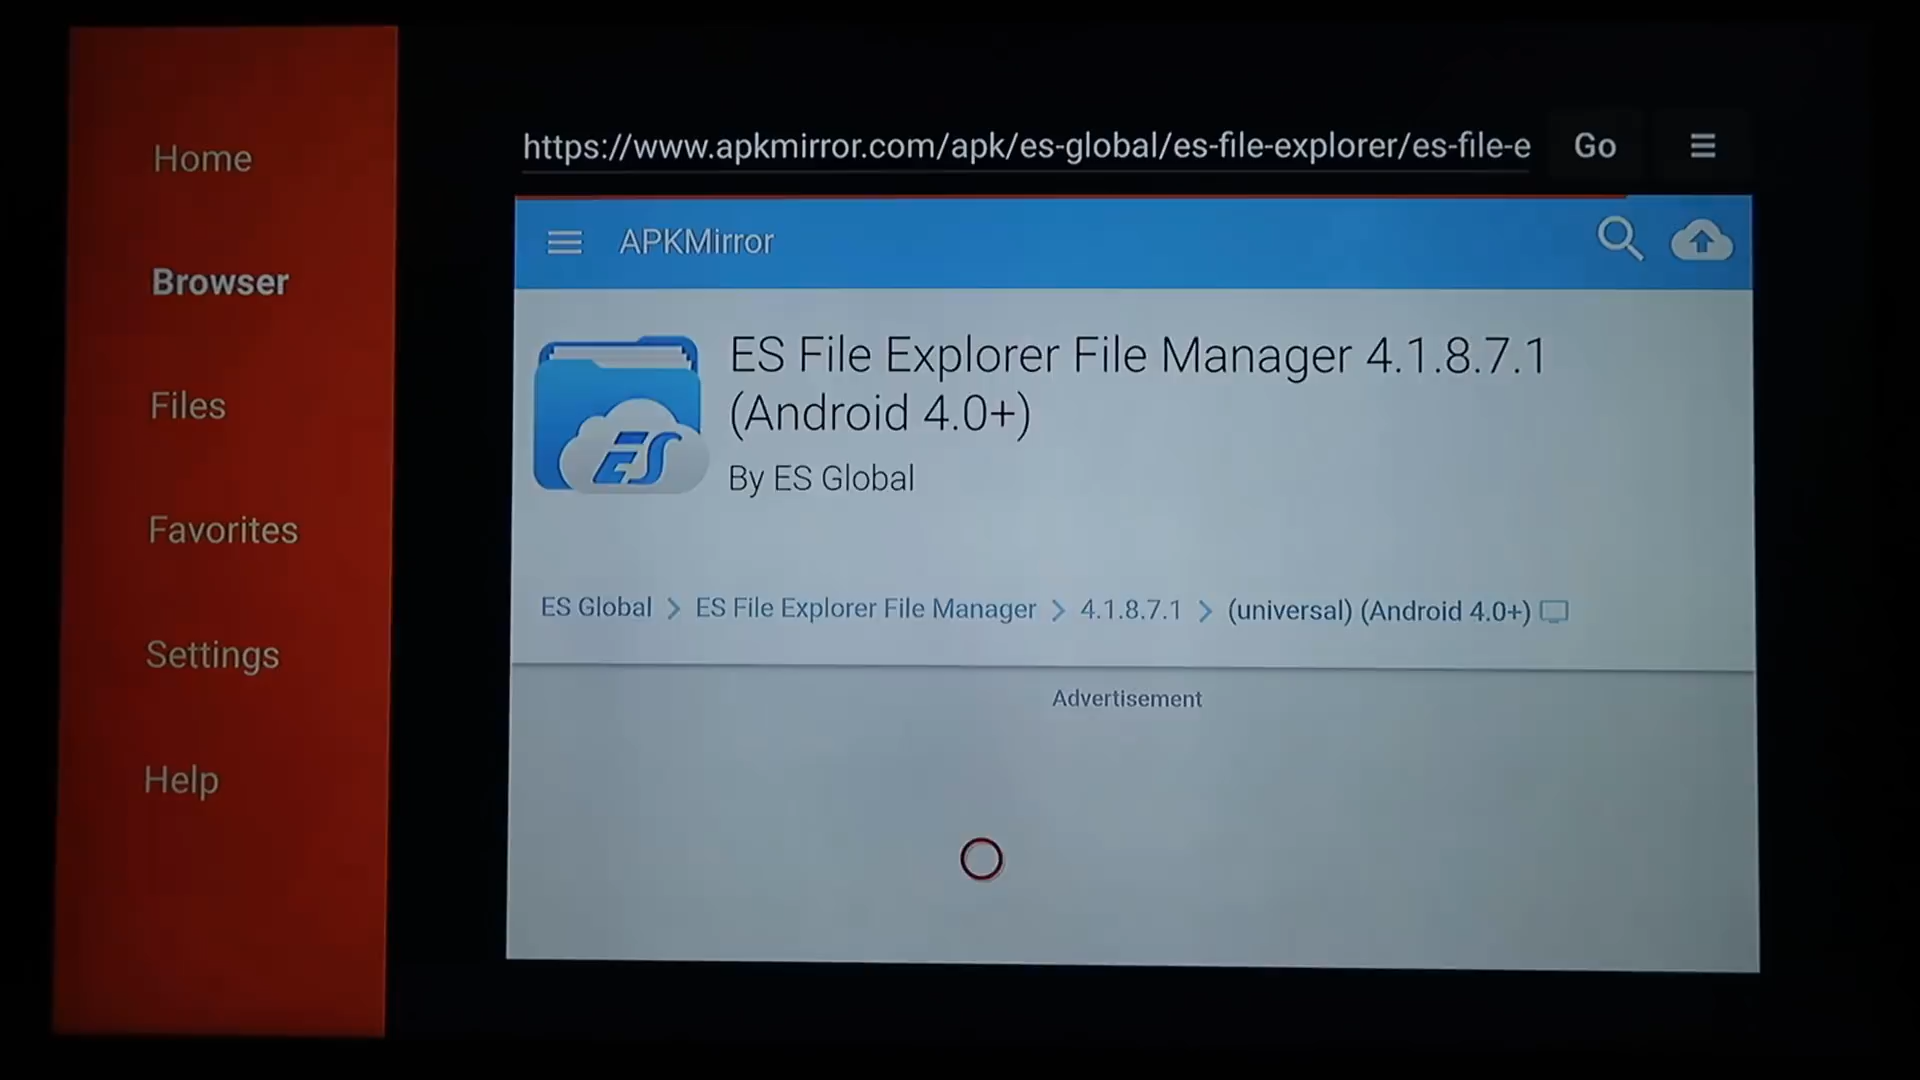 Home
Browser
Files
Favorites
Settings
Help
https://www.apkmirror.com/apk/es-global/es-file-explorer/es-file-e
Go
APKMirror
ES
ES File Explorer File Manager 4.1.8.7.1
(Android 4.0+)
By ES Global
ES Global > ES File Explorer File Manager > 4.1.8.7.1 > (universal) (Android 4.0+)
Advertisement